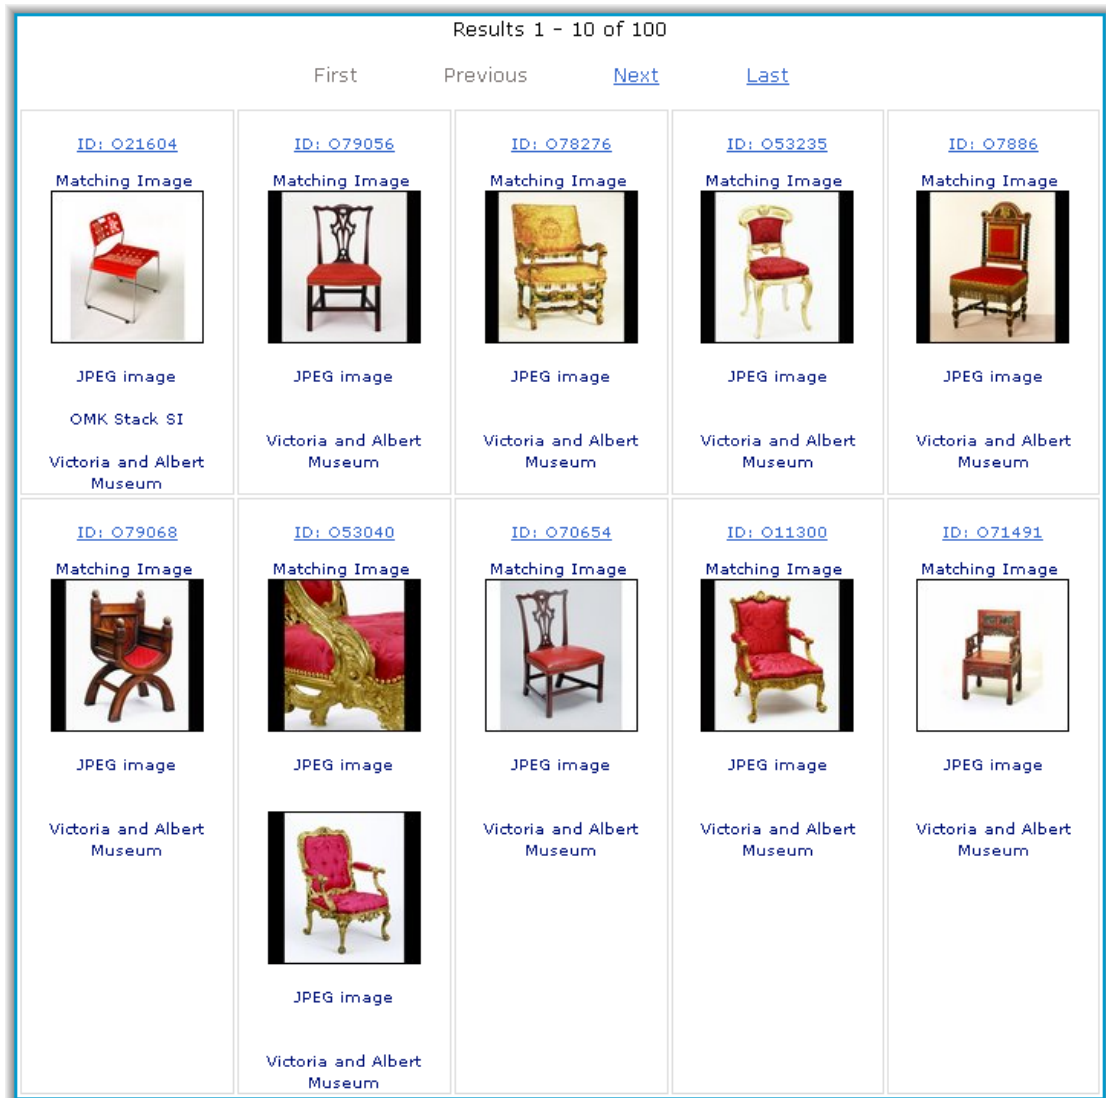 Results 1 - 10 of 100
First Previous Next Last
ID: O21604
Matching Image
JPEG image
OMK Stack SI
Victoria and Albert
Museum
ID: O79056
Matching Image
JPEG image
Victoria and Albert
Museum
ID: O78276
Matching Image
JPEG image
Victoria and Albert
Museum
ID: O53235
Matching Image
JPEG image
Victoria and Albert
Museum
ID: O7886
Matching Image
JPEG image
Victoria and Albert
Museum
ID: O79068
Matching Image
JPEG image
Victoria and Albert
Museum
ID: O53040
Matching Image
JPEG image
JPEG image
Victoria and Albert
Museum
ID: O70654
Matching Image
JPEG image
Victoria and Albert
Museum
ID: O11300
Matching Image
JPEG image
Victoria and Albert
Museum
ID: O71491
Matching Image
JPEG image
Victoria and Albert
Museum